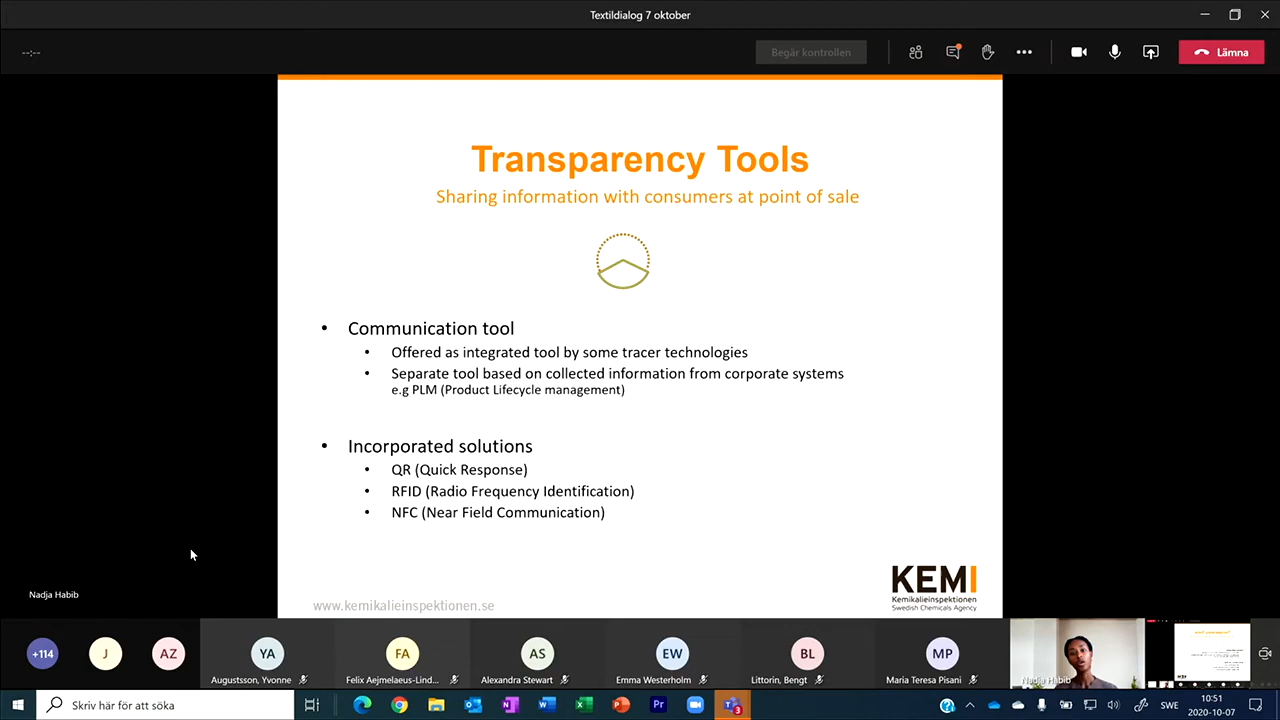 Textildialog 7 oktober
--:--
Begär kontrollen
Lämna
Transparency Tools
Sharing information with consumers at point of sale
• Communication tool
• Offered as integrated tool by some tracer technologies
• Separate tool based on collected information from corporate systems
e.g PLM (Product Lifecycle management)
• Incorporated solutions
• QR (Quick Response)
• RFID (Radio Frequency Identification)
• NFC (Near Field Communication)
Nadja Habib
www.kemikalieinspektionen.se
KEMI
Kemikalieinspektionen
Swedish Chemicals Agency
+114
J
AZ
YA
FA
AS
EW
BL
MP
Augustsson, Yvonne
Felix Aejmelaeus-Lind...
Alexandra Stewart
Emma Westerholm
Littorin, Bengt
Maria Teresa Pisani
Nadja Habib
Skriv här för att söka
SWE
10:51
2020-10-07